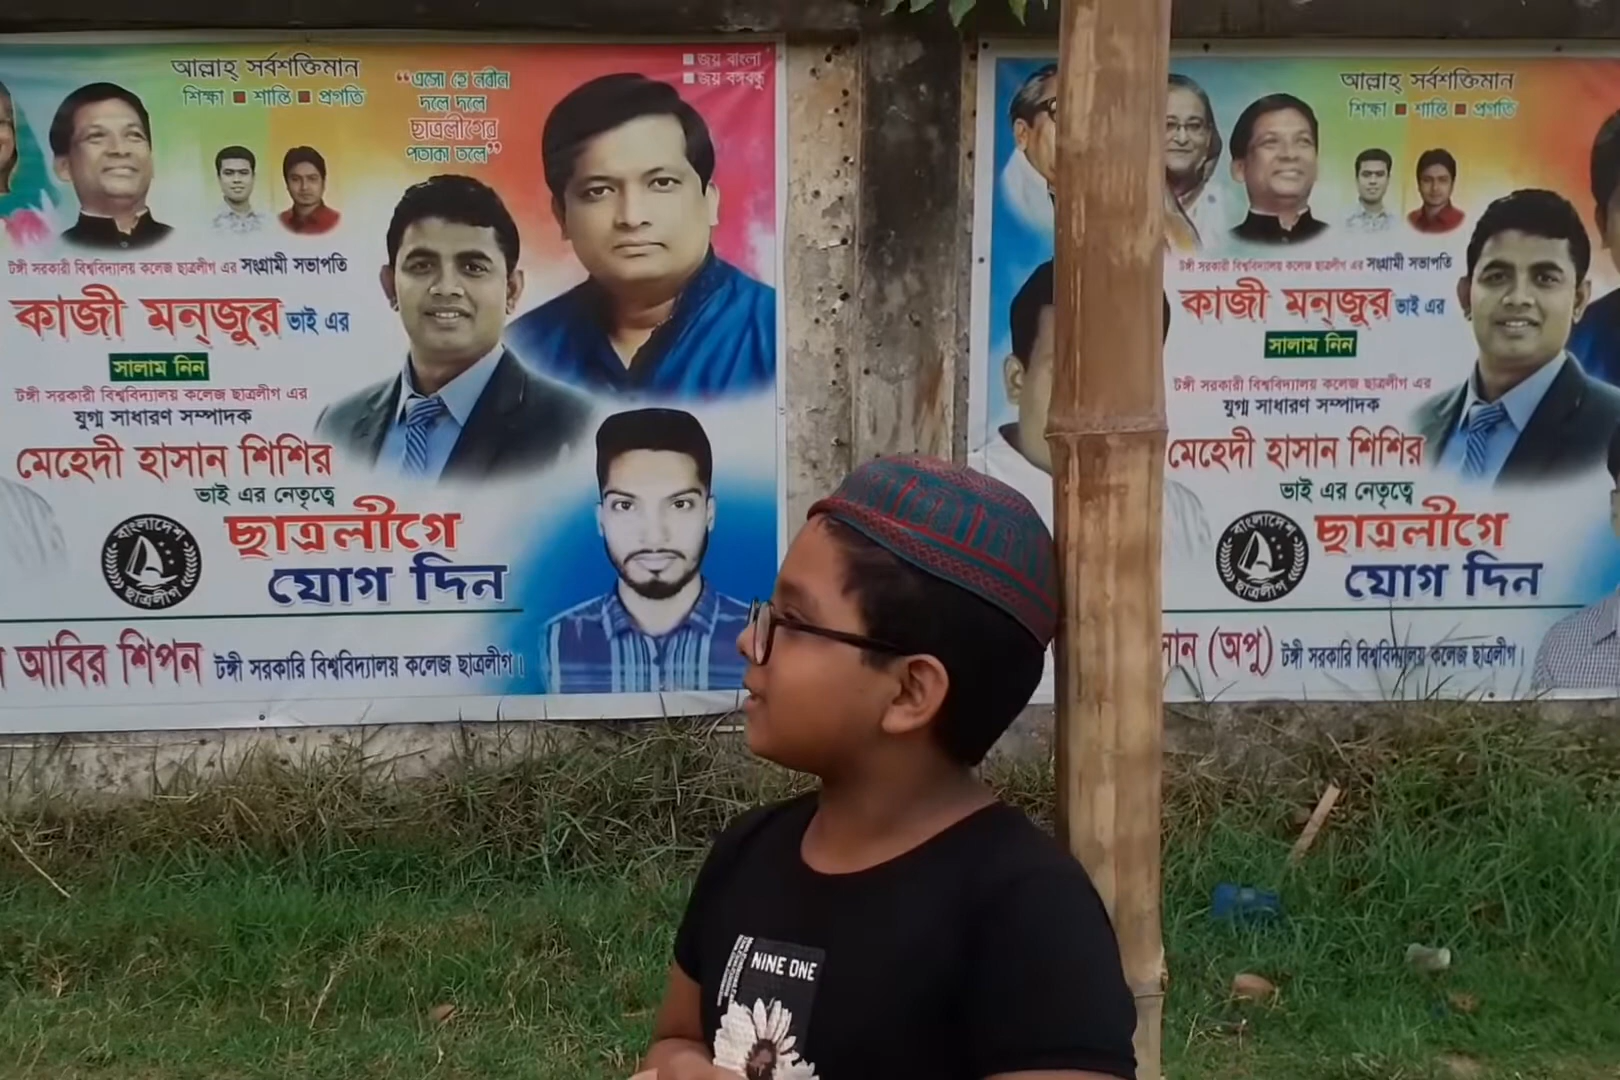 আল্লাহ্ সর্বশক্তিমান
শিক্ষা ■ শান্তি ■ প্রগতি
“এসো হে নবীন
দলে দলে
ছাত্রলীগের
পতাকা তলে”
জয় বাংলা
জয় বঙ্গবন্ধু
টঙ্গী সরকারী বিশ্ববিদ্যালয় কলেজ ছাত্রলীগ এর সংগ্রামী সভাপতি
কাজী মনজুর ভাই এর
সালাম নিন
টঙ্গী সরকারী বিশ্ববিদ্যালয় কলেজ ছাত্রলীগ এর
যুগ্ম সাধারণ সম্পাদক
মেহেদী হাসান শিশির
ভাই এর নেতৃত্বে
ছাত্রলীগে
যোগ দিন
বাংলাদেশ
ছাত্রলীগ
আবির শিপন টঙ্গী সরকারি বিশ্ববিদ্যালয় কলেজ ছাত্রলীগ।
আল্লাহ্ সর্বশক্তিমান
শিক্ষা ■ শান্তি ■ প্রগতি
টঙ্গী সরকারী বিশ্ববিদ্যালয় কলেজ ছাত্রলীগ এর সংগ্রামী সভাপতি
কাজী মনজুর ভাই এর
সালাম নিন
টঙ্গী সরকারী বিশ্ববিদ্যালয় কলেজ ছাত্রলীগ এর
যুগ্ম সাধারণ সম্পাদক
মেহেদী হাসান শিশির
ভাই এর নেতৃত্বে
ছাত্রলীগে
যোগ দিন
বাংলাদেশ
ছাত্রলীগ
(অপু) টঙ্গী সরকারি বিশ্ববিদ্যালয় কলেজ ছাত্রলীগ।
NINE ONE